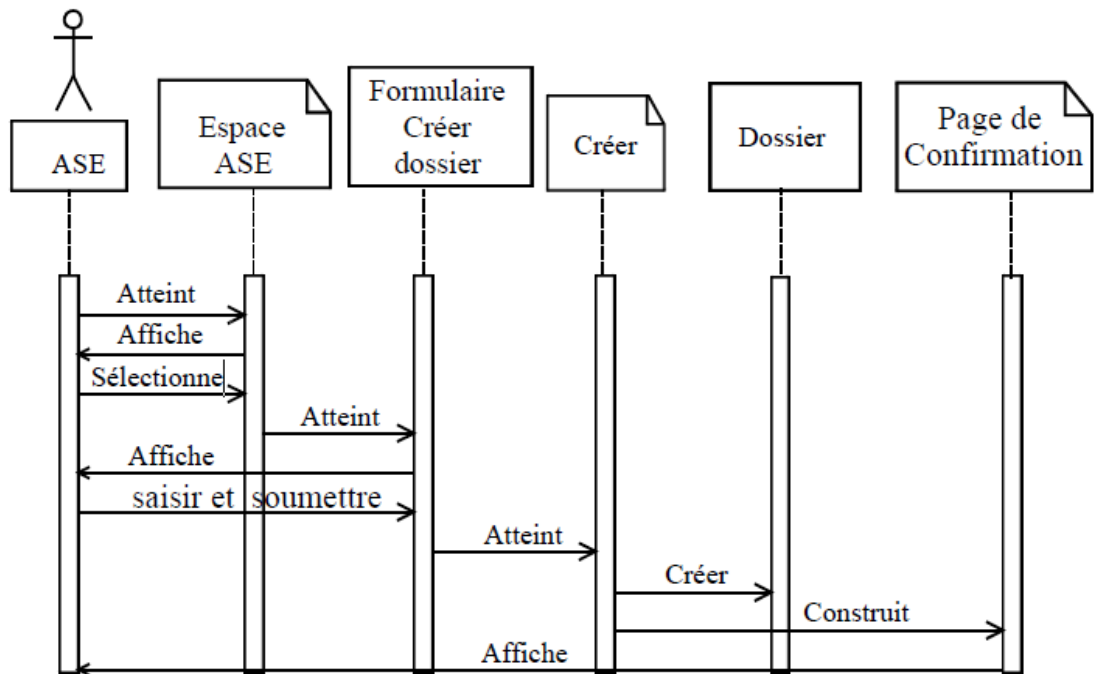 ASE
Espace
ASE
Formulaire
Créer
dossier
Créer
Dossier
Page de
Confirmation
Atteint
Affiche
Sélectionne
Atteint
Affiche
saisir et soumettre
Atteint
Créer
Construit
Affiche